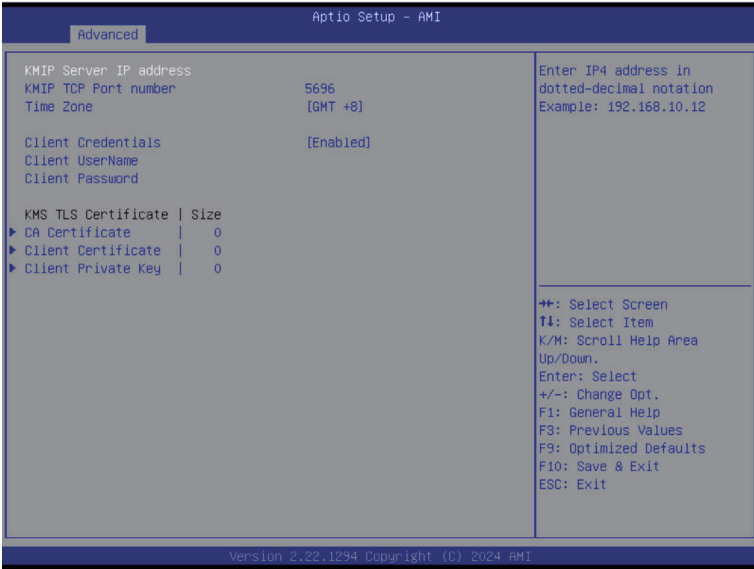 Aptio Setup - AMI
Advanced
KMIP Server IP address
KMIP TCP Port number 5696
Time Zone [GMT +8]
Client Credentials [Enabled]
Client UserName
Client Password
KMS TLS Certificate | Size
CA Certificate | 0
Client Certificate | 0
Client Private Key | 0
Enter IP4 address in
dotted-decimal notation
Example: 192.168.10.12
→←: Select Screen
↑↓: Select Item
K/M: Scroll Help Area
Up/Down.
Enter: Select
+/-: Change Opt.
F1: General Help
F3: Previous Values
F9: Optimized Defaults
F10: Save & Exit
ESC: Exit
Version 2.22.1294 Copyright (C) 2024 AMI